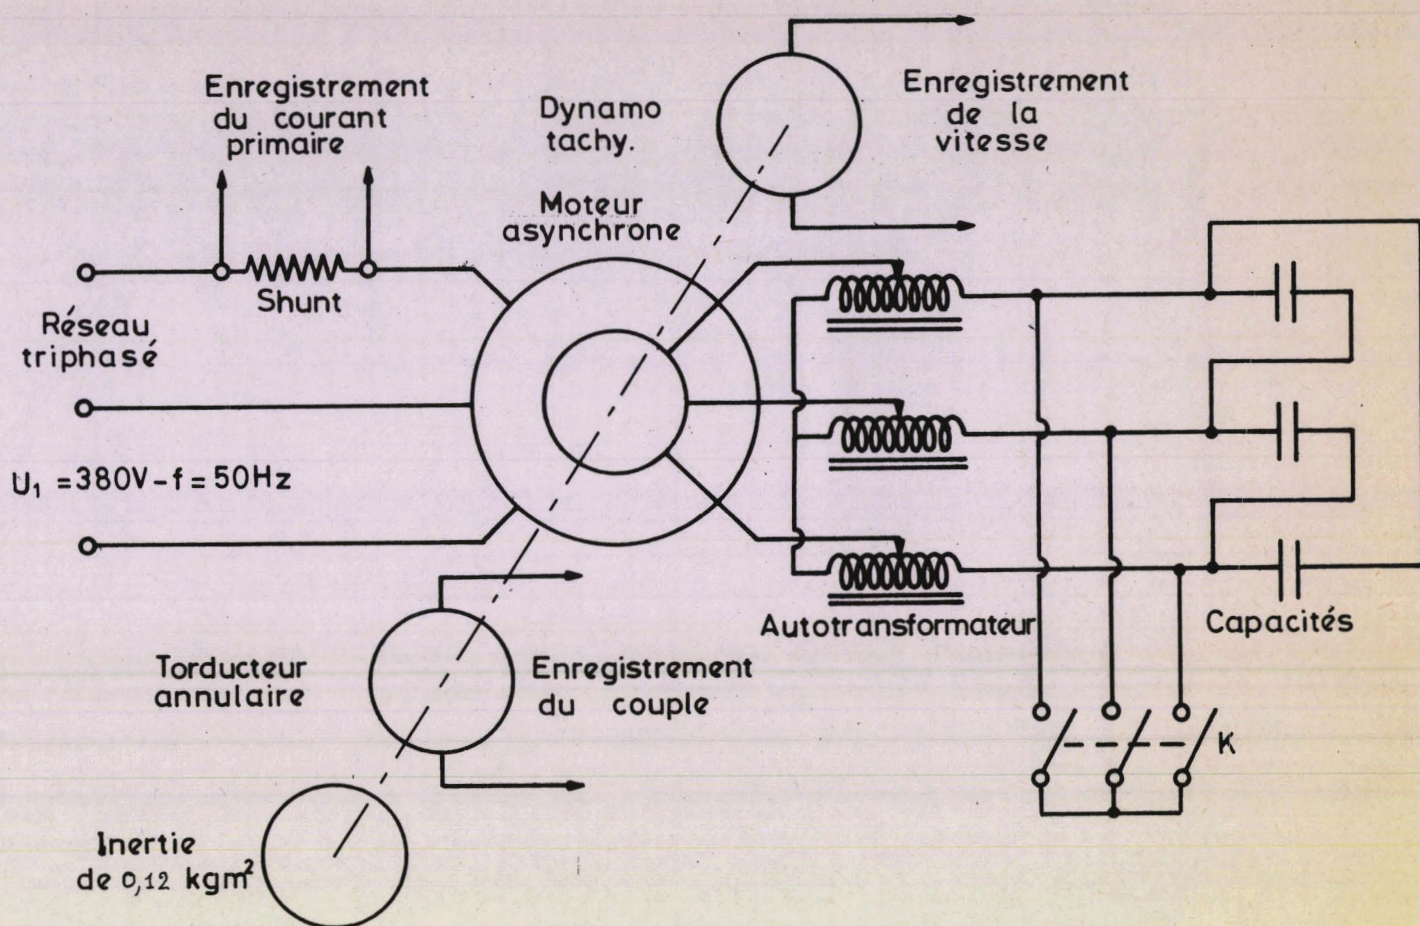 Enregistrement
du courant
primaire
Dynamo
tachy.
Enregistrement
de la
vitesse
Moteur
asynchrone
Shunt
Réseau
triphasé
U₁ = 380V - f = 50Hz
Autotransformateur
Capacités
Torducteur
annulaire
Enregistrement
du couple
K
Inertie
de 0,12 kgm²